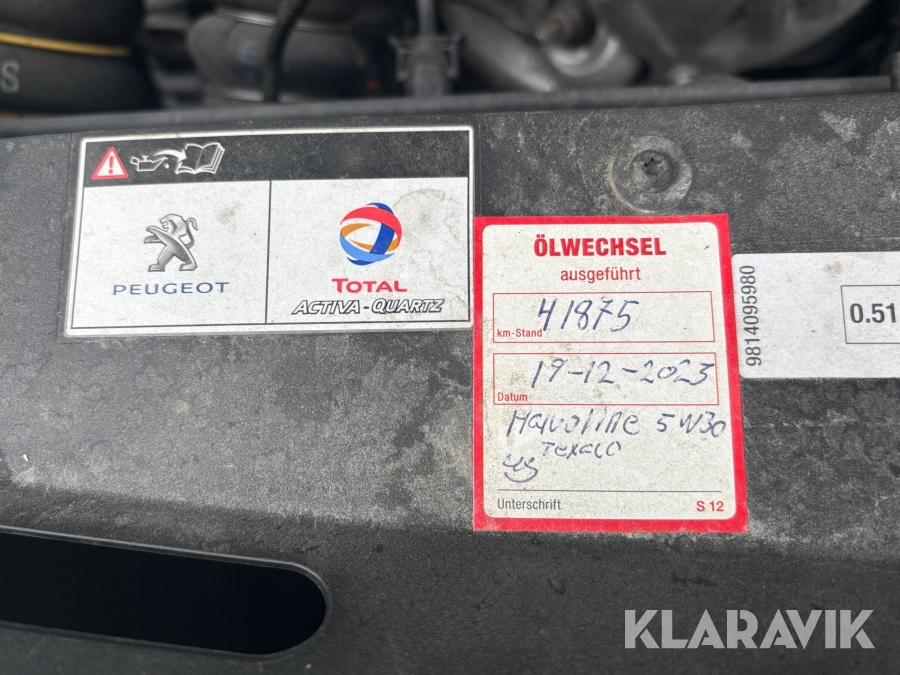 S
PEUGEOT
TOTAL
ACTIVA - QUARTZ
ÖLWECHSEL
ausgeführt
km-Stand 41875
Datum 19-12-2023
Havoline 5W30
Texaco
Unterschrift S 12
9814095980
0.51
KLARAVIK